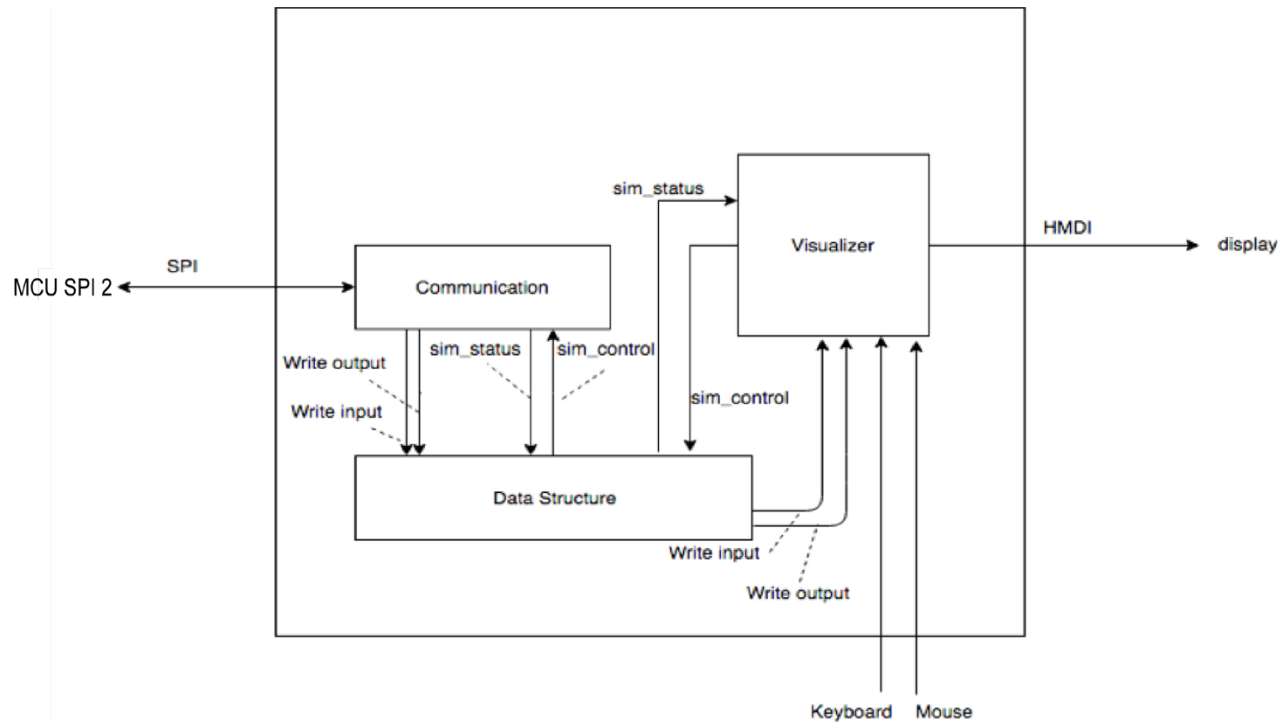 sim_status
HMDI
Visualizer
display
SPI
MCU SPI 2
Communication
Write output
sim_status
sim_control
Write input
sim_control
Data Structure
Write input
Write output
Keyboard
Mouse